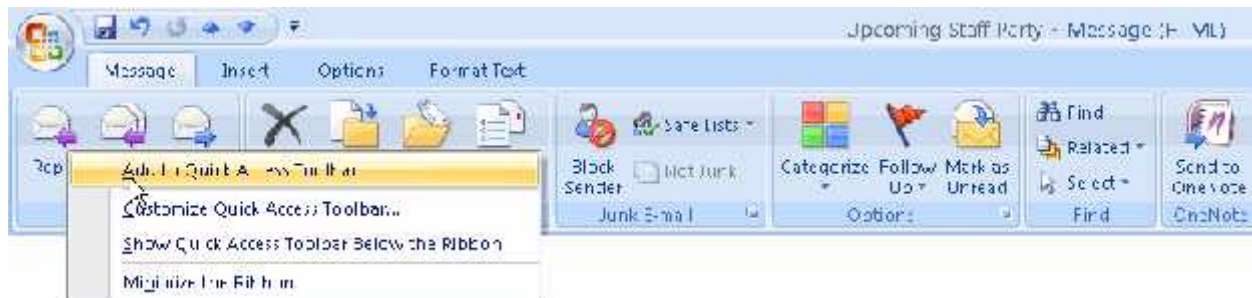 Upcoming Staff Party - Message (HTML)
Message Insert Options Format Text
Block Sender
Safe Lists
Not Junk
Categorize
Follow Up
Mark as Unread
Find
Related
Select
Send to OneNote
Junk E-mail
Options
Find
OneNote
Add to Quick Access Toolbar
Customize Quick Access Toolbar...
Show Quick Access Toolbar Below the Ribbon
Minimize the Ribbon